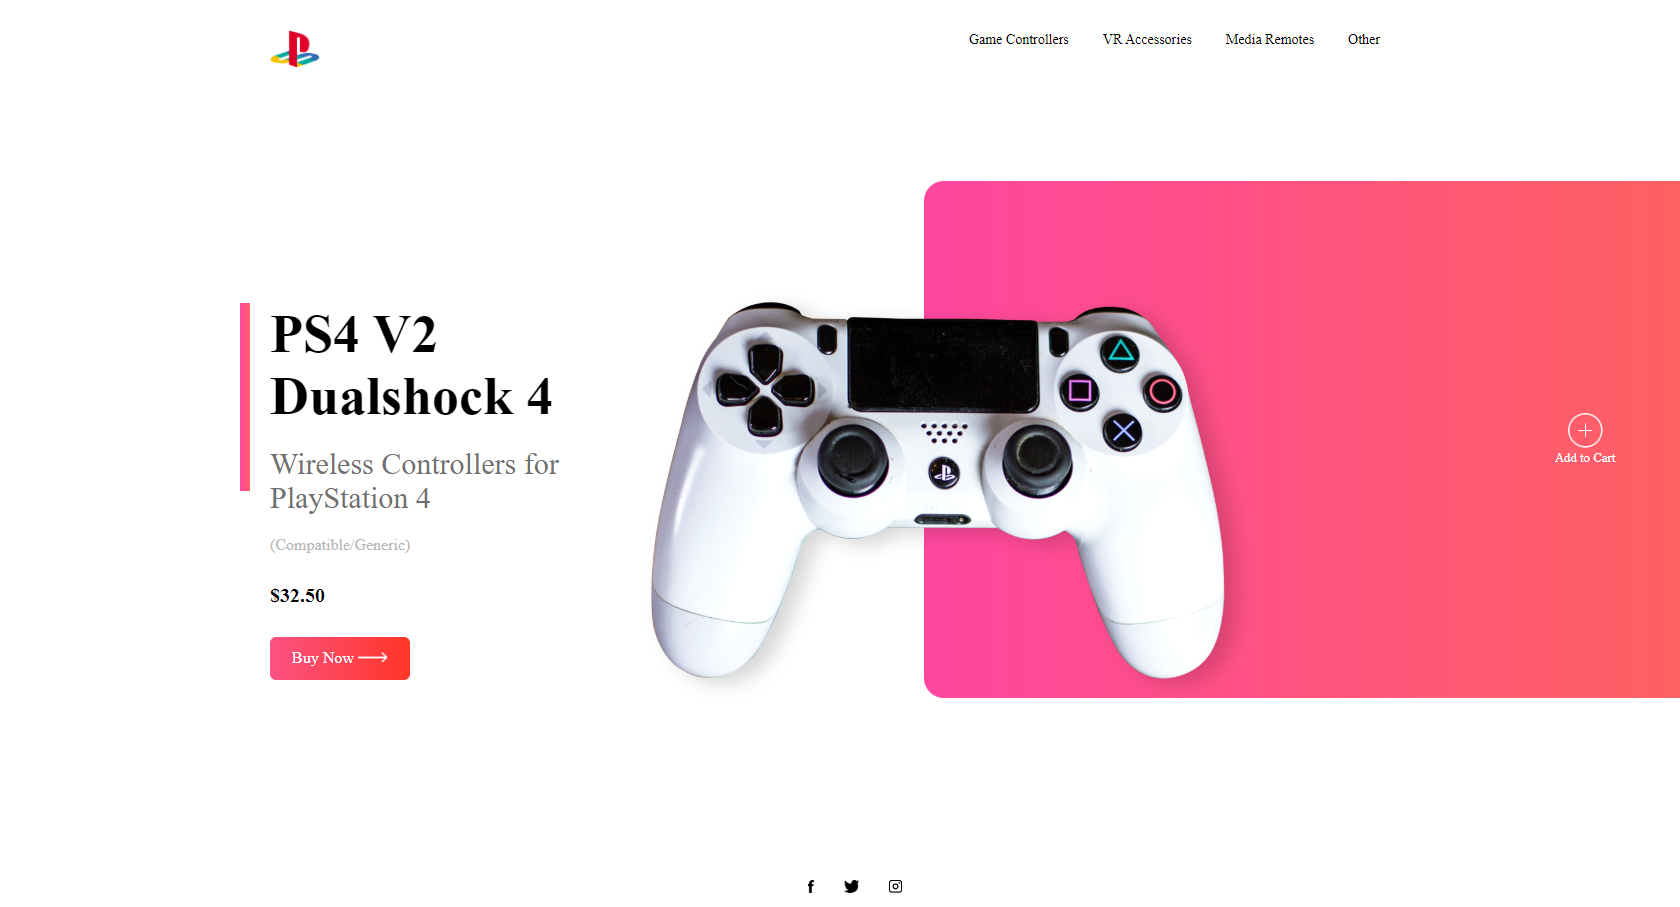 Game Controllers VR Accessories Media Remotes Other
PS4 V2
Dualshock 4
Wireless Controllers for
PlayStation 4
(Compatible/Generic)
$32.50
Buy Now
Add to Cart